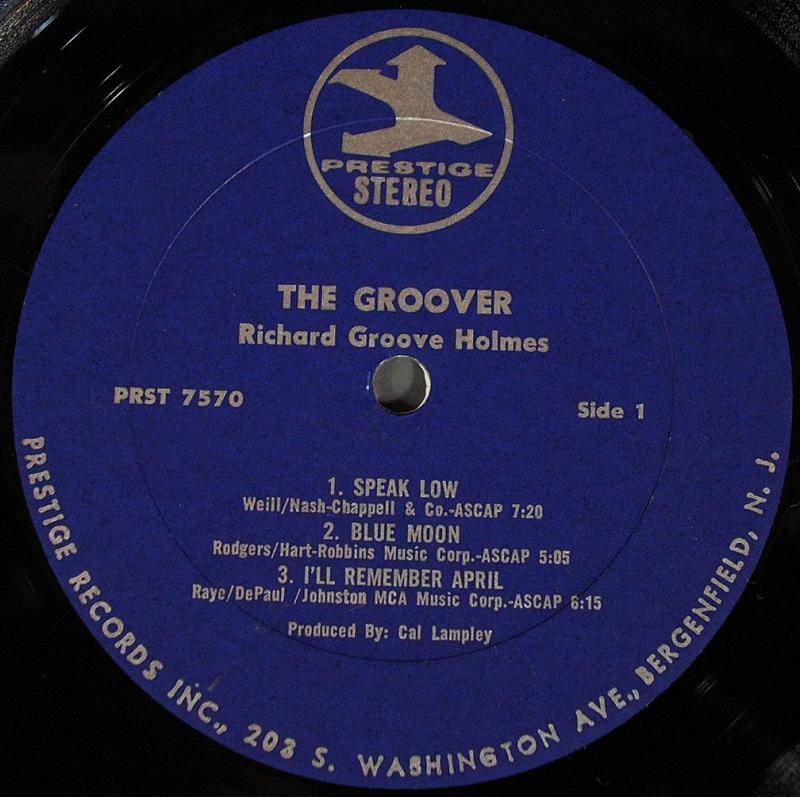 PRESTIGE
STEREO
THE GROOVER
Richard Groove Holmes
PRST 7570
Side 1
1. SPEAK LOW
Weill/Nash-Chappell & Co.-ASCAP 7:20
2. BLUE MOON
Rodgers/Hart-Robbins Music Corp.-ASCAP 5:05
3. I'LL REMEMBER APRIL
Raye/DePaul /Johnston MCA Music Corp.-ASCAP 6:15
Produced By: Cal Lampley
PRESTIGE RECORDS INC., 203 S. WASHINGTON AVE., BERGENFIELD, N. J.